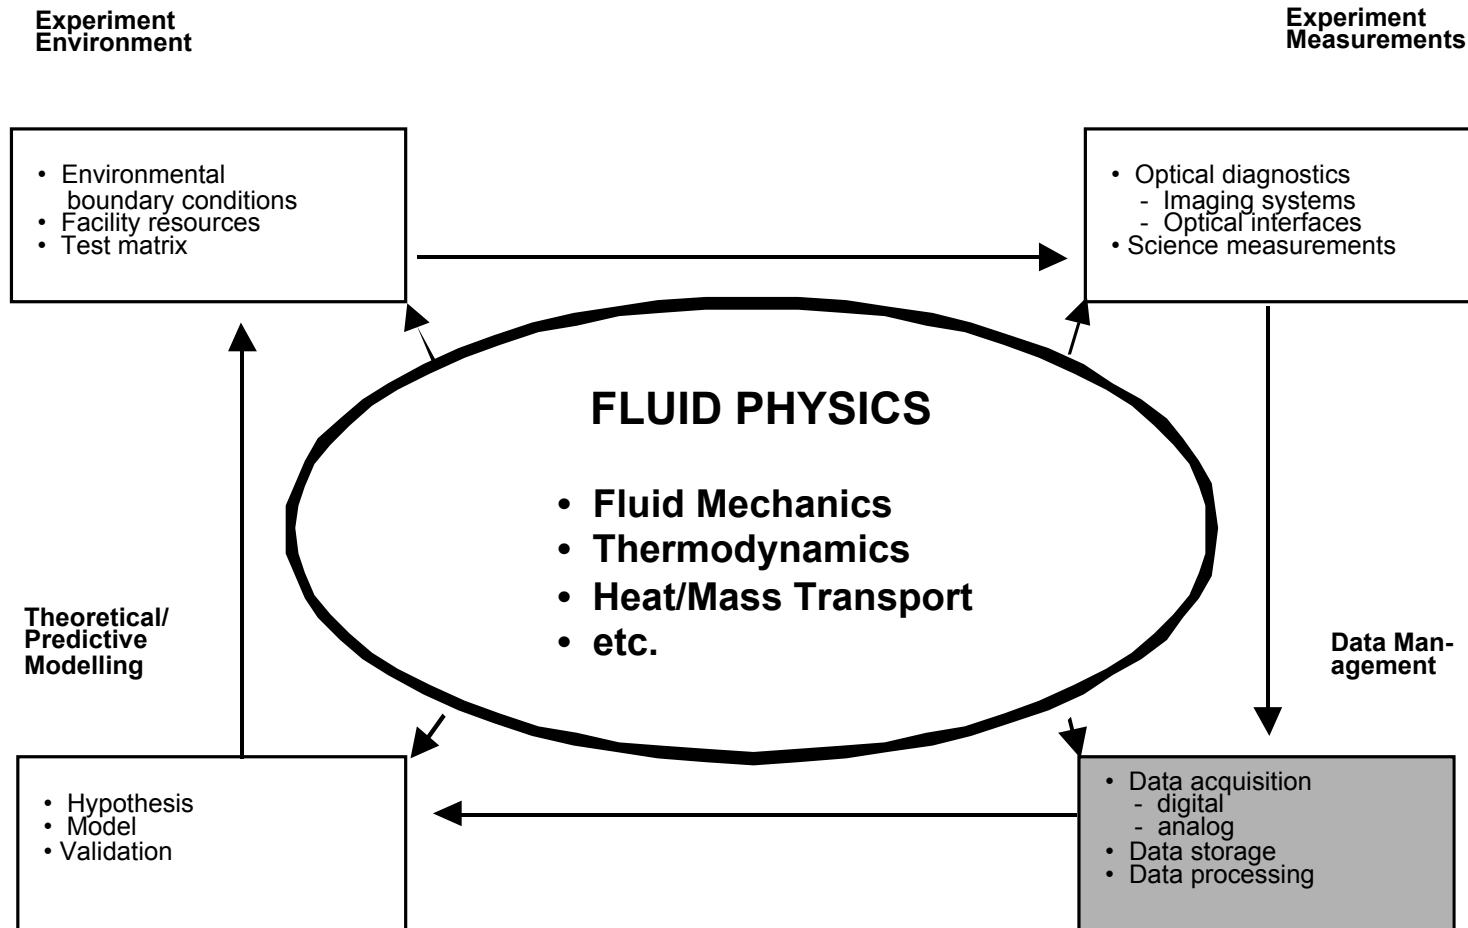 Experiment
Environment
Experiment
Measurements
• Environmental
boundary conditions
• Facility resources
• Test matrix
• Optical diagnostics
- Imaging systems
- Optical interfaces
• Science measurements
FLUID PHYSICS
• Fluid Mechanics
• Thermodynamics
• Heat/Mass Transport
• etc.
Theoretical/
Predictive
Modelling
Data Man-
agement
• Hypothesis
• Model
• Validation
• Data acquisition
- digital
- analog
• Data storage
• Data processing